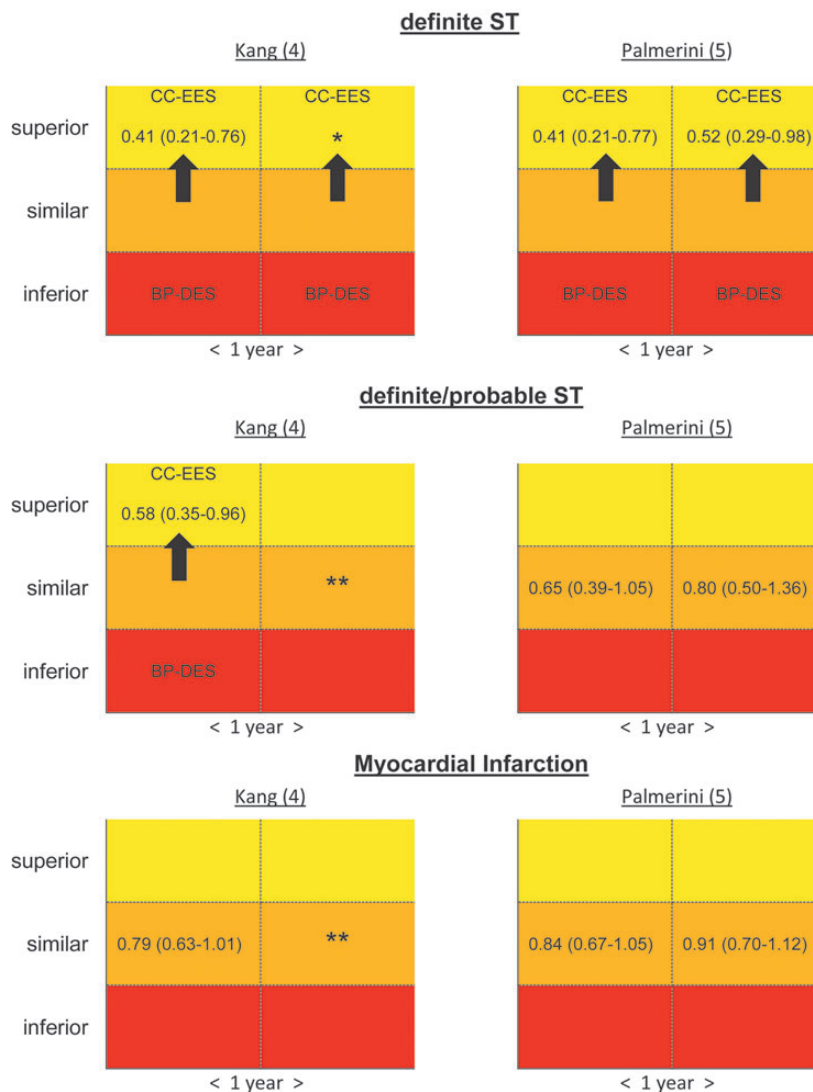 definite ST
Kang (4)
Palmerini (5)
CC-EES CC-EES CC-EES CC-EES
superior 0.41 (0.21-0.76) * 0.41 (0.21-0.77) 0.52 (0.29-0.98)
similar
inferior BP-DES BP-DES BP-DES BP-DES
< 1 year > < 1 year >
definite/probable ST
Kang (4) Palmerini (5)
CC-EES
superior 0.58 (0.35-0.96)
similar ** 0.65 (0.39-1.05) 0.80 (0.50-1.36)
inferior BP-DES
< 1 year > < 1 year >
Myocardial Infarction
Kang (4) Palmerini (5)
superior
similar 0.79 (0.63-1.01) ** 0.84 (0.67-1.05) 0.91 (0.70-1.12)
inferior
< 1 year > < 1 year >